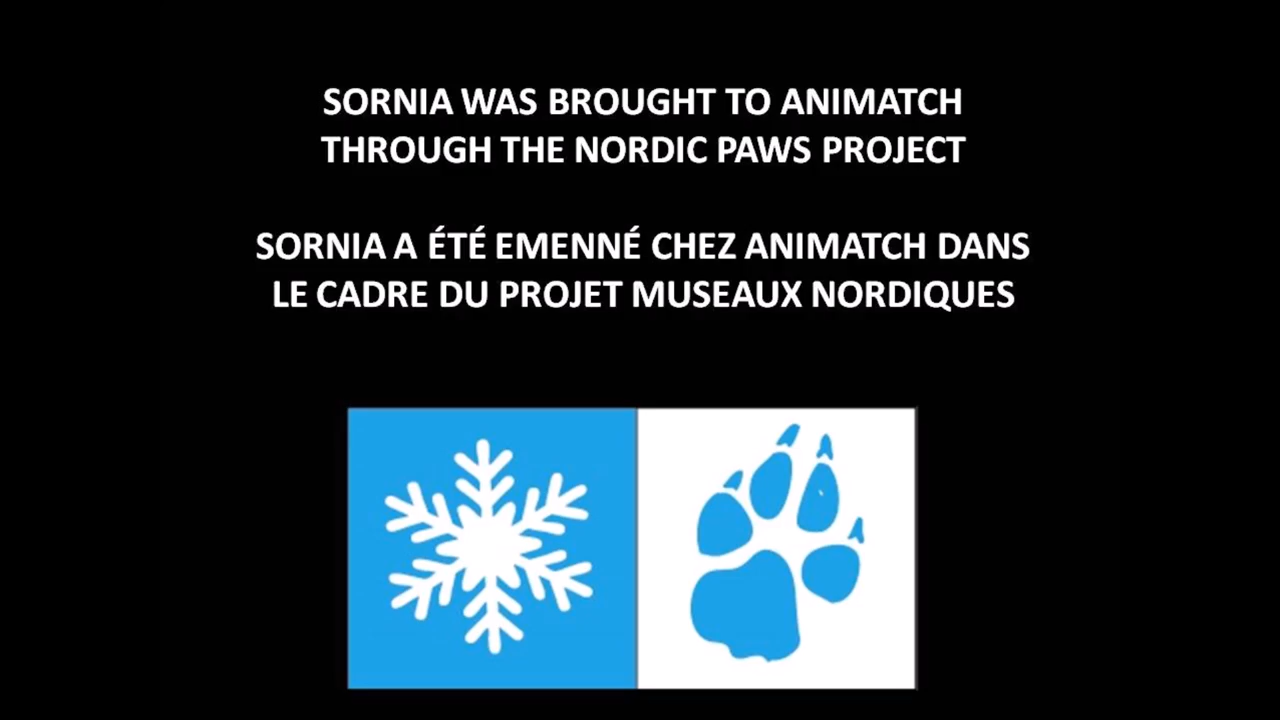 SORNIA WAS BROUGHT TO ANIMATCH
THROUGH THE NORDIC PAWS PROJECT
SORNIA A ÉTÉ EMENNÉ CHEZ ANIMATCH DANS
LE CADRE DU PROJET MUSEAUX NORDIQUES